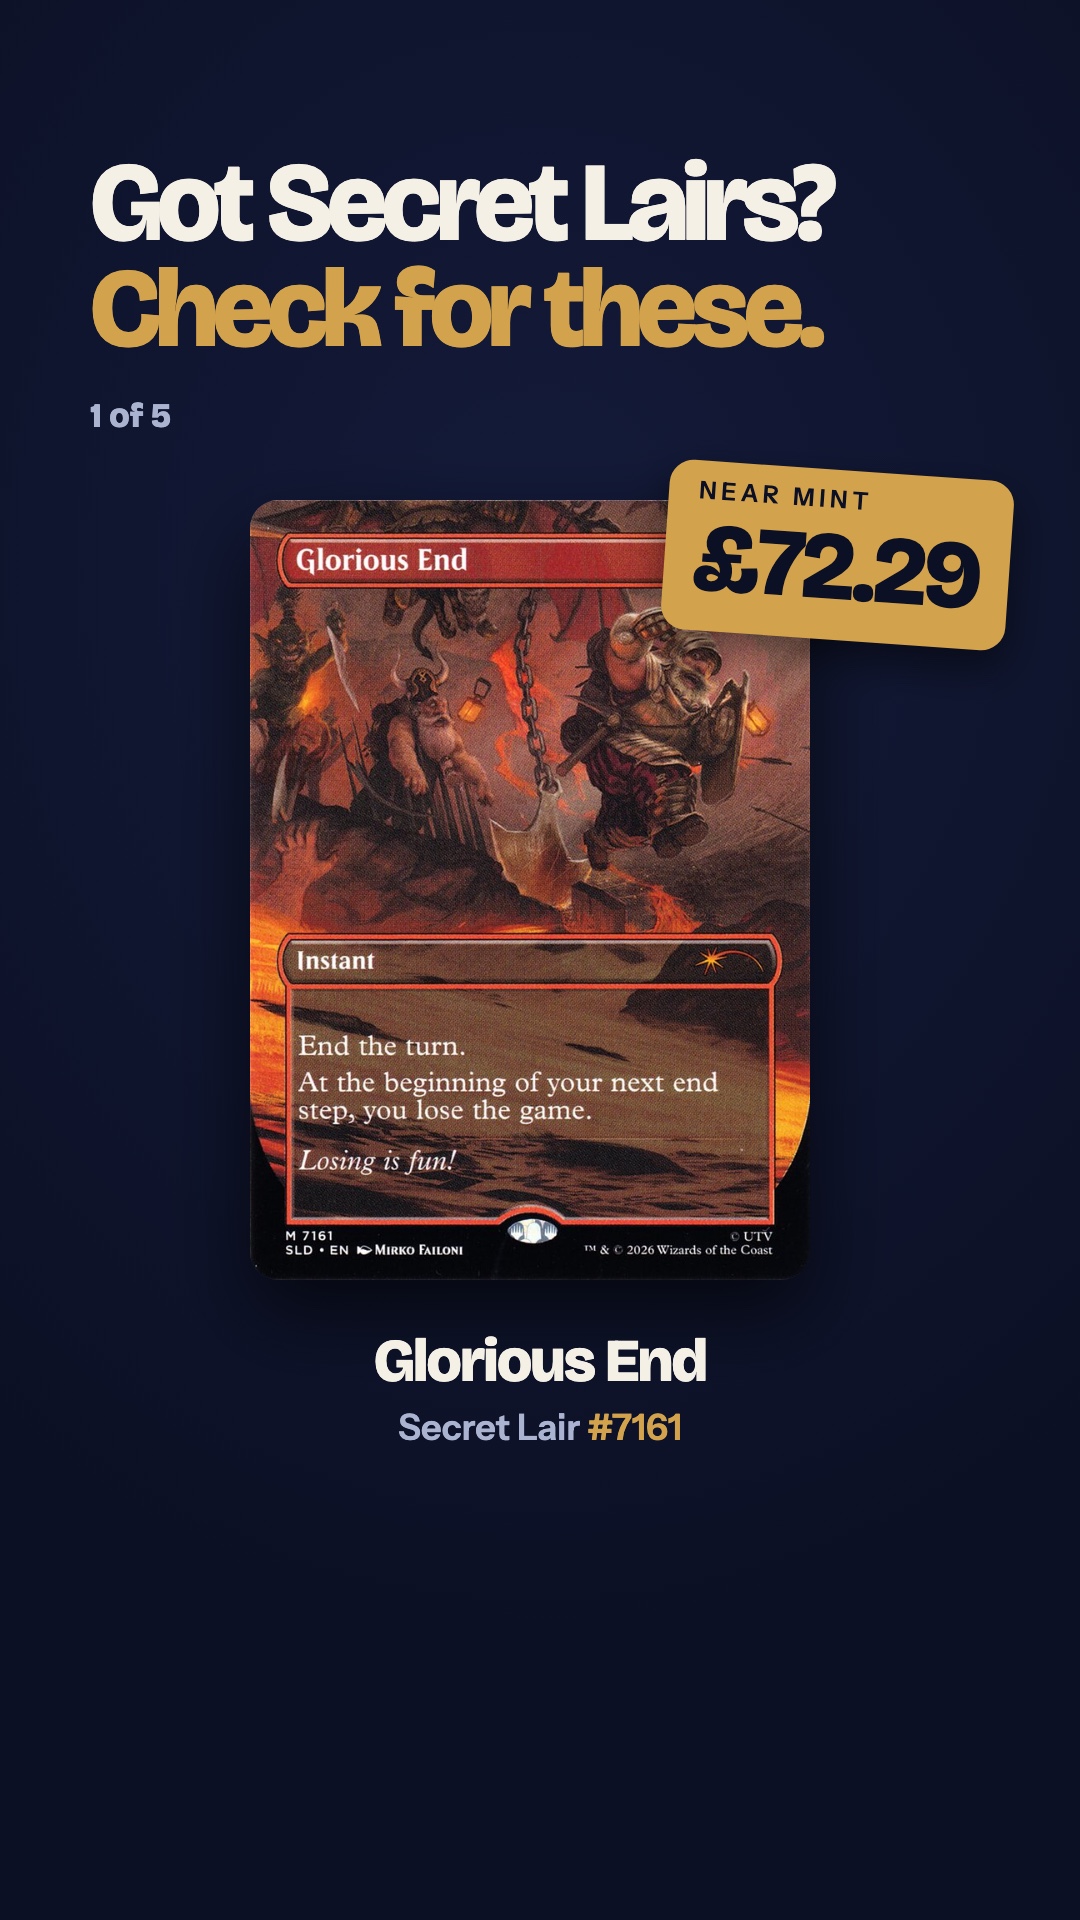 Got Secret Lairs?
Check for these.
1 of 5
NEAR MINT
£72.29
Glorious End
Instant
End the turn.
At the beginning of your next end
step, you lose the game.
Losing is fun!
M 7161
SLD • EN Mirko Failoni
© UTV
™ & © 2026 Wizards of the Coast
Glorious End
Secret Lair #7161